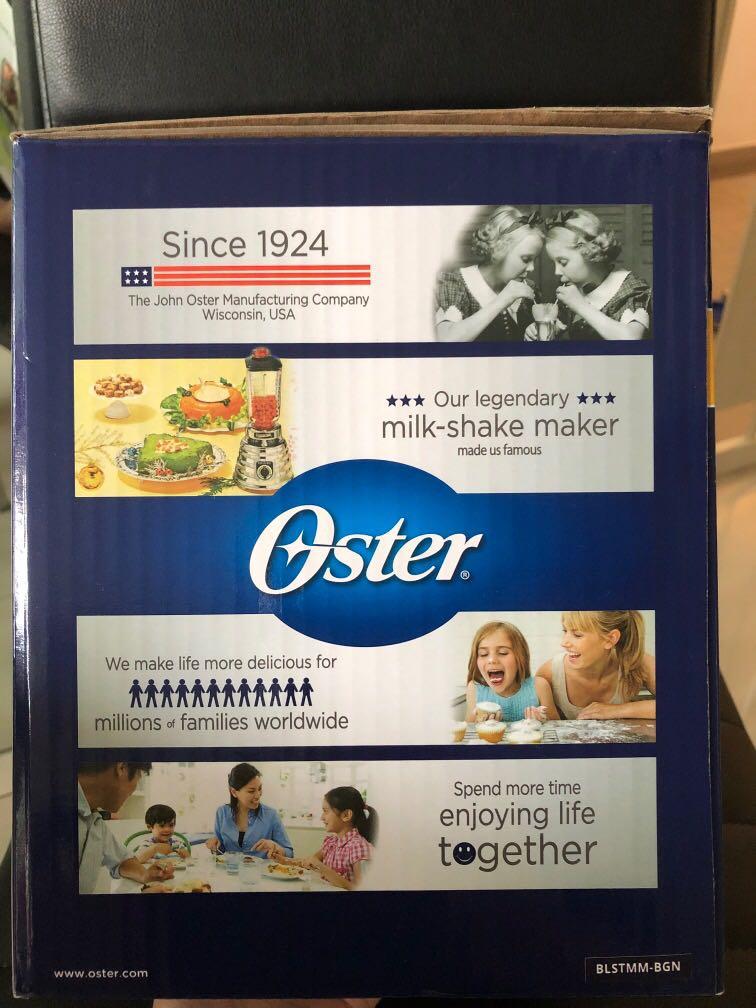 Since 1924
The John Oster Manufacturing Company
Wisconsin, USA
Our legendary
milk-shake maker
made us famous
Oster®
We make life more delicious for
millions of families worldwide
Spend more time
enjoying life
together
www.oster.com
BLSTMM-BGN